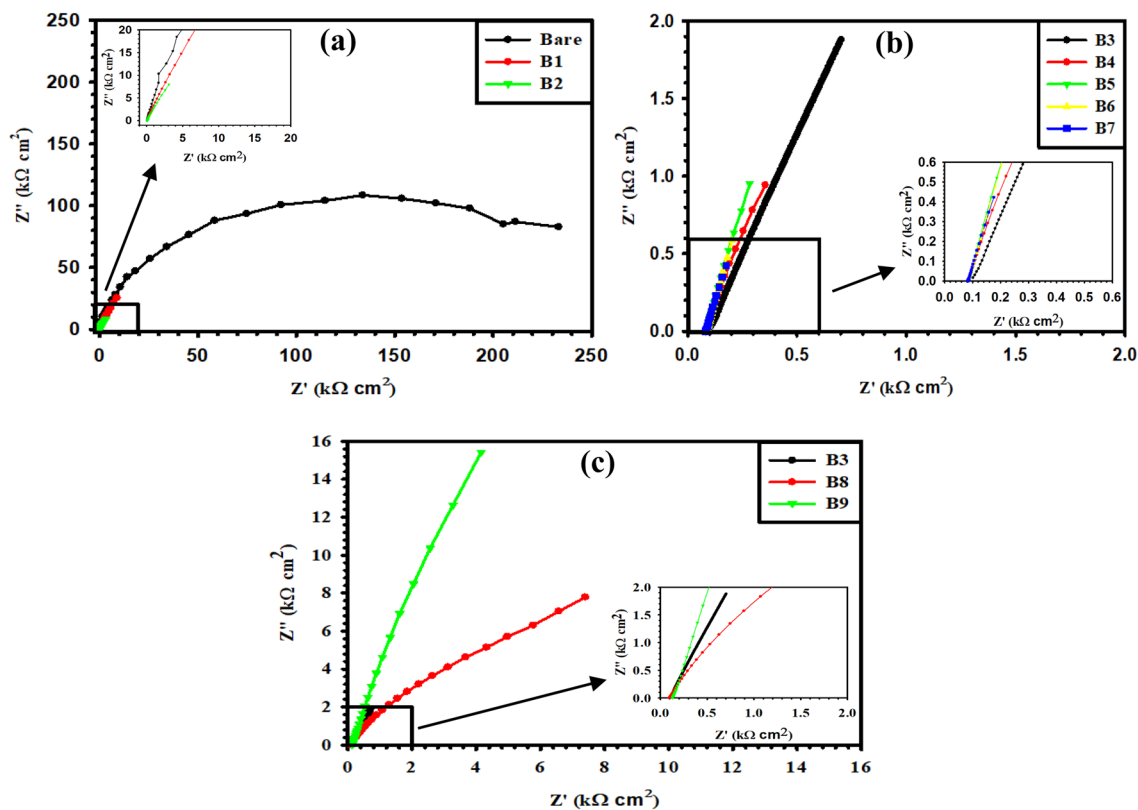 (a)
Bare
B1
B2
250
200
150
100
50
0
Z'' (kΩ cm²)
0 50 100 150 200 250
Z' (kΩ cm²)
20
15
10
5
0
Z'' (kΩ cm²)
0 5 10 15 20
Z' (kΩ cm²)
(b)
B3
B4
B5
B6
B7
2.0
1.5
1.0
0.5
0.0
Z'' (kΩ cm²)
0.0 0.5 1.0 1.5 2.0
Z' (kΩ cm²)
0.6
0.5
0.4
0.3
0.2
0.1
0.0
Z'' (kΩ cm²)
0.0 0.1 0.2 0.3 0.4 0.5 0.6
Z' (kΩ cm²)
(c)
B3
B8
B9
16
14
12
10
8
6
4
2
0
Z'' (kΩ cm²)
0 2 4 6 8 10 12 14 16
Z' (kΩ cm²)
2.0
1.5
1.0
0.5
0.0
Z'' (kΩ cm²)
0.0 0.5 1.0 1.5 2.0
Z' (kΩ cm²)